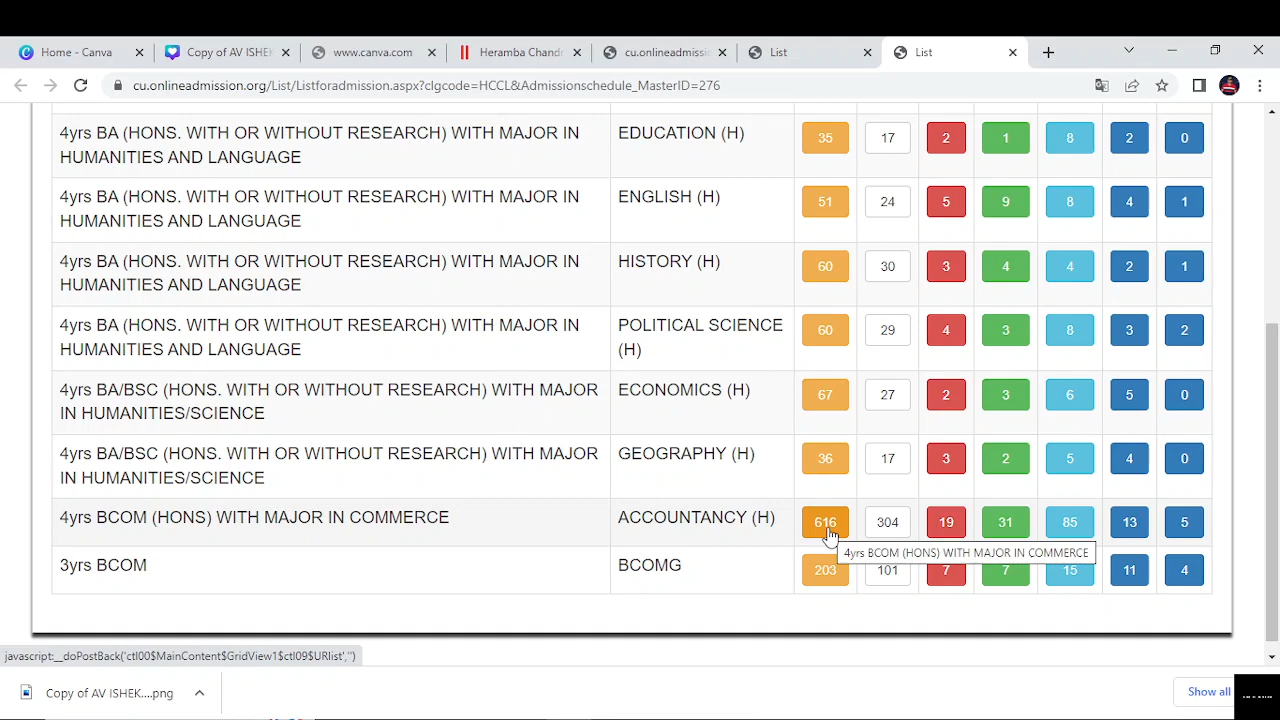 Home - Canva
Copy of AV ISHEK
www.canva.com
Heramba Chandr
cu.onlineadmissi
List
List
cu.onlineadmission.org/List/Listforadmission.aspx?clgcode=HCCL&Admissionschedule_MasterID=276
4yrs BA (HONS. WITH OR WITHOUT RESEARCH) WITH MAJOR IN
HUMANITIES AND LANGUAGE
EDUCATION (H)
35 17 2 1 8 2 0
4yrs BA (HONS. WITH OR WITHOUT RESEARCH) WITH MAJOR IN
HUMANITIES AND LANGUAGE
ENGLISH (H)
51 24 5 9 8 4 1
4yrs BA (HONS. WITH OR WITHOUT RESEARCH) WITH MAJOR IN
HUMANITIES AND LANGUAGE
HISTORY (H)
60 30 3 4 4 2 1
4yrs BA (HONS. WITH OR WITHOUT RESEARCH) WITH MAJOR IN
HUMANITIES AND LANGUAGE
POLITICAL SCIENCE
(H)
60 29 4 3 8 3 2
4yrs BA/BSC (HONS. WITH OR WITHOUT RESEARCH) WITH MAJOR
IN HUMANITIES/SCIENCE
ECONOMICS (H)
67 27 2 3 6 5 0
4yrs BA/BSC (HONS. WITH OR WITHOUT RESEARCH) WITH MAJOR
IN HUMANITIES/SCIENCE
GEOGRAPHY (H)
36 17 3 2 5 4 0
4yrs BCOM (HONS) WITH MAJOR IN COMMERCE
ACCOUNTANCY (H)
616 304 19 31 85 13 5
4yrs BCOM (HONS) WITH MAJOR IN COMMERCE
3yrs BCOM
BCOMG
203 101 7 7 15 11 4
javascript:__doPostBack('ctl00$MainContent$GridView1$ctl09$URlist','')
Copy of AV ISHEK....png
Show all